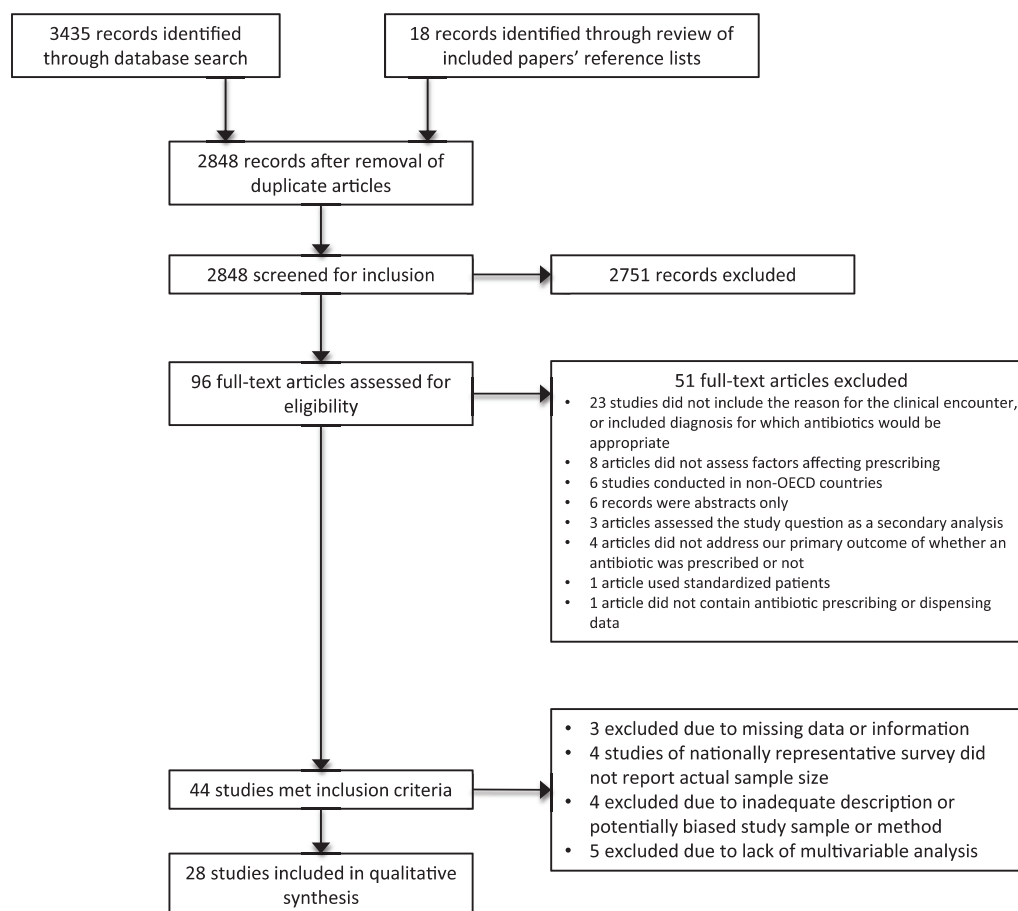 3435 records identified
through database search
18 records identified through review of
included papers' reference lists
2848 records after removal of
duplicate articles
2848 screened for inclusion
2751 records excluded
96 full-text articles assessed for
eligibility
51 full-text articles excluded
• 23 studies did not include the reason for the clinical encounter,
or included diagnosis for which antibiotics would be
appropriate
• 8 articles did not assess factors affecting prescribing
• 6 studies conducted in non-OECD countries
• 6 records were abstracts only
• 3 articles assessed the study question as a secondary analysis
• 4 articles did not address our primary outcome of whether an
antibiotic was prescribed or not
• 1 article used standardized patients
• 1 article did not contain antibiotic prescribing or dispensing
data
44 studies met inclusion criteria
• 3 excluded due to missing data or information
• 4 studies of nationally representative survey did
not report actual sample size
• 4 excluded due to inadequate description or
potentially biased study sample or method
• 5 excluded due to lack of multivariable analysis
28 studies included in qualitative
synthesis